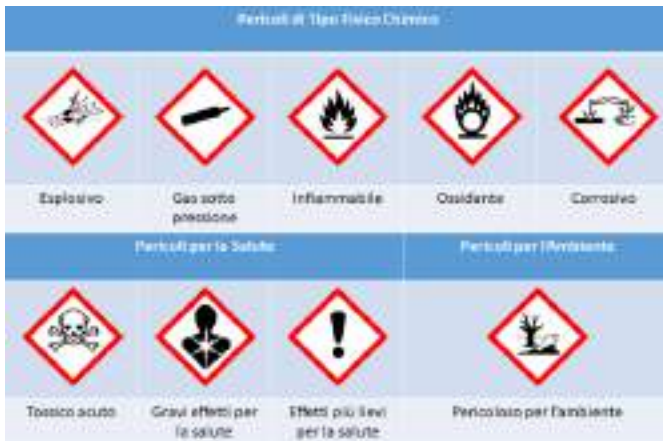 Pericoli di Tipo Fisico Chimico
Esplosivo
Gas sotto
pressione
Infiammabile
Ossidante
Corrosivo
Pericoli per la Salute
Pericoli per l'Ambiente
Tossico acuto
Gravi effetti per
la salute
Effetti più lievi
per la salute
Pericoloso per l'ambiente